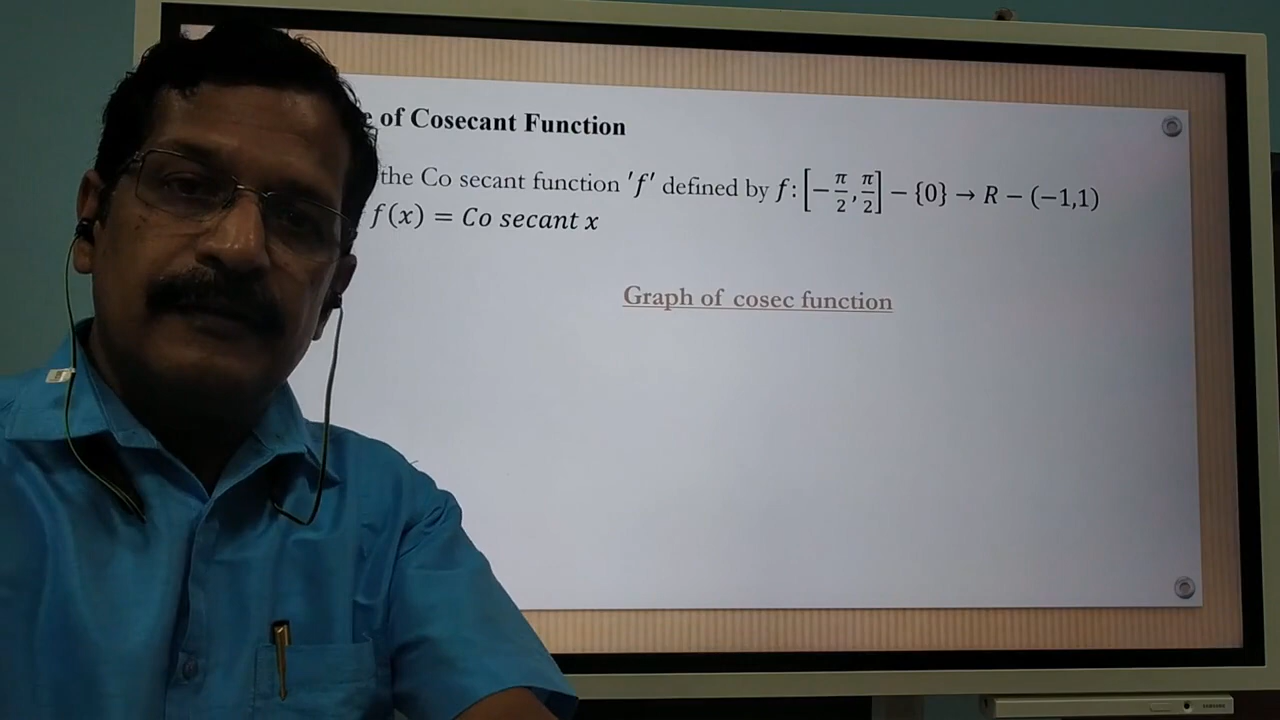 of Cosecant Function
the Co secant function 'f' defined by f: [−π/2, π/2] − {0} → R − (−1,1)
f(x) = Co secant x
Graph of cosec function
SAMSUNG